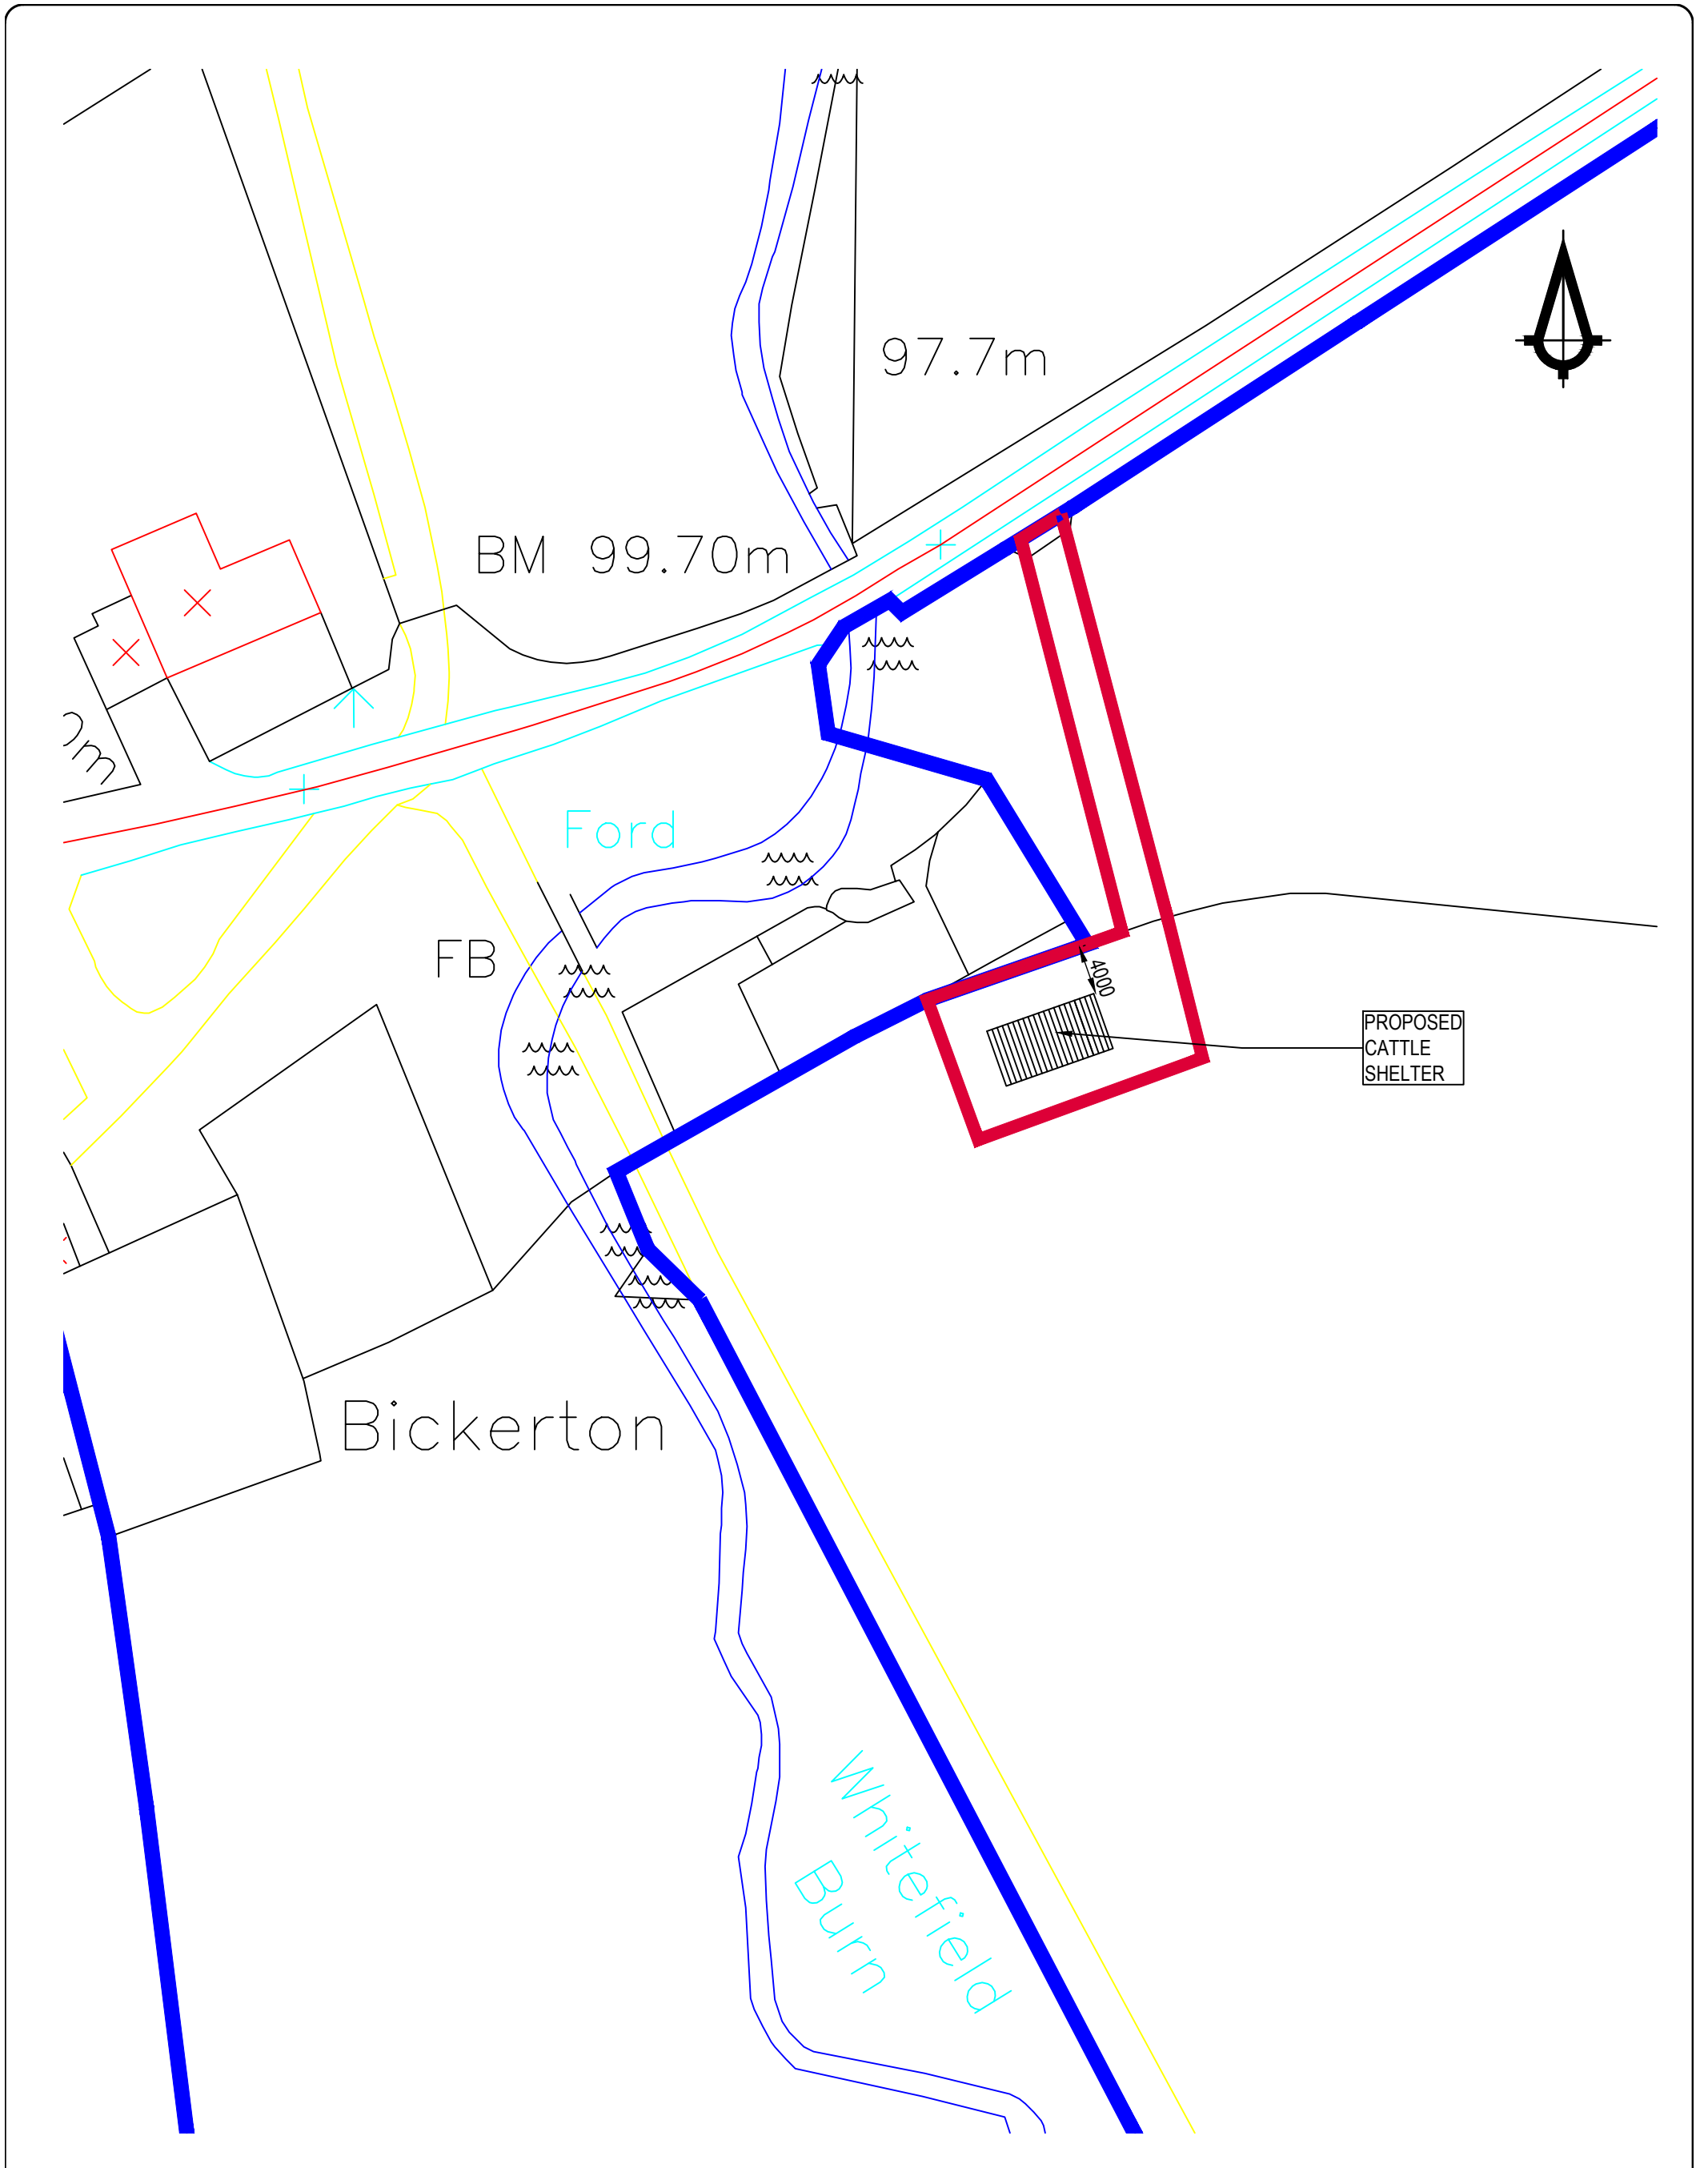 97.7m
BM 99.70m
Ford
FB
4000
PROPOSED
CATTLE
SHELTER
Bickerton
Whitefield
Burn